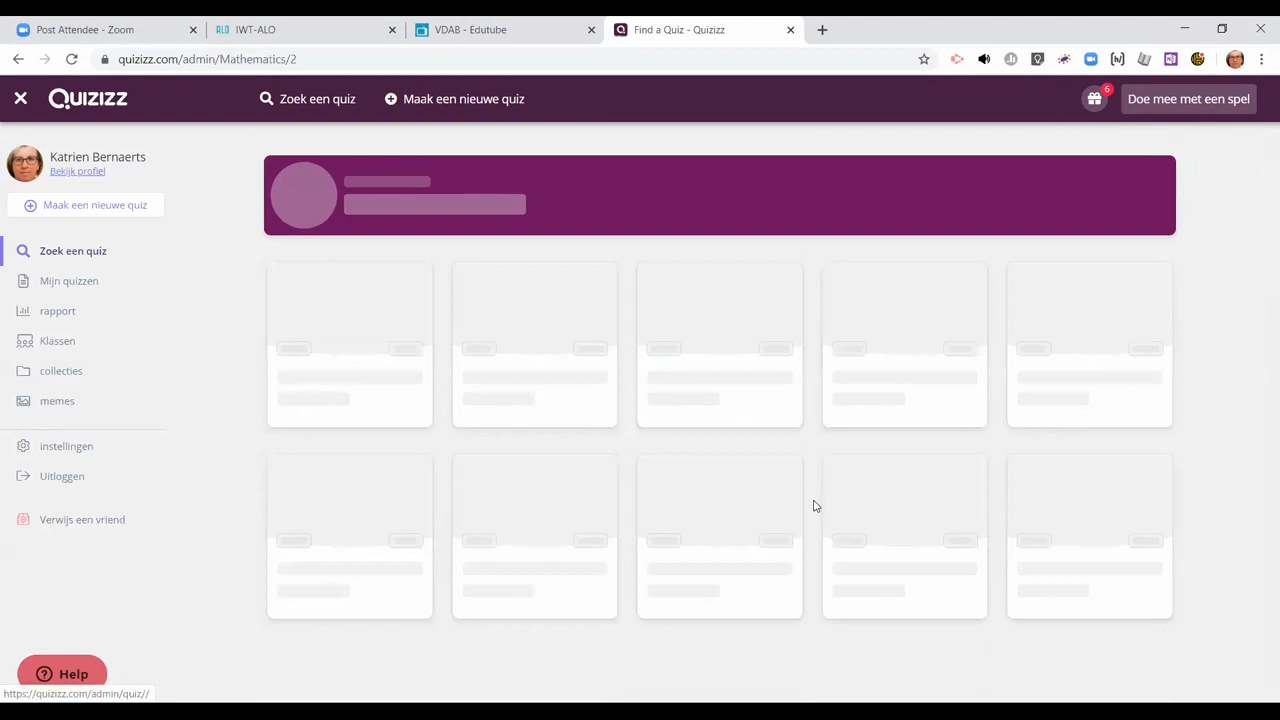 Post Attendee - Zoom
IWT-ALO
VDAB - Edutube
Find a Quiz - Quizizz
quizizz.com/admin/Mathematics/2
QUIZIZZ
Zoek een quiz
Maak een nieuwe quiz
6
Doe mee met een spel
Katrien Bernaerts
Bekijk profiel
Maak een nieuwe quiz
Zoek een quiz
Mijn quizzen
rapport
Klassen
collecties
memes
instellingen
Uitloggen
Verwijs een vriend
Help
https://quizizz.com/admin/quiz//